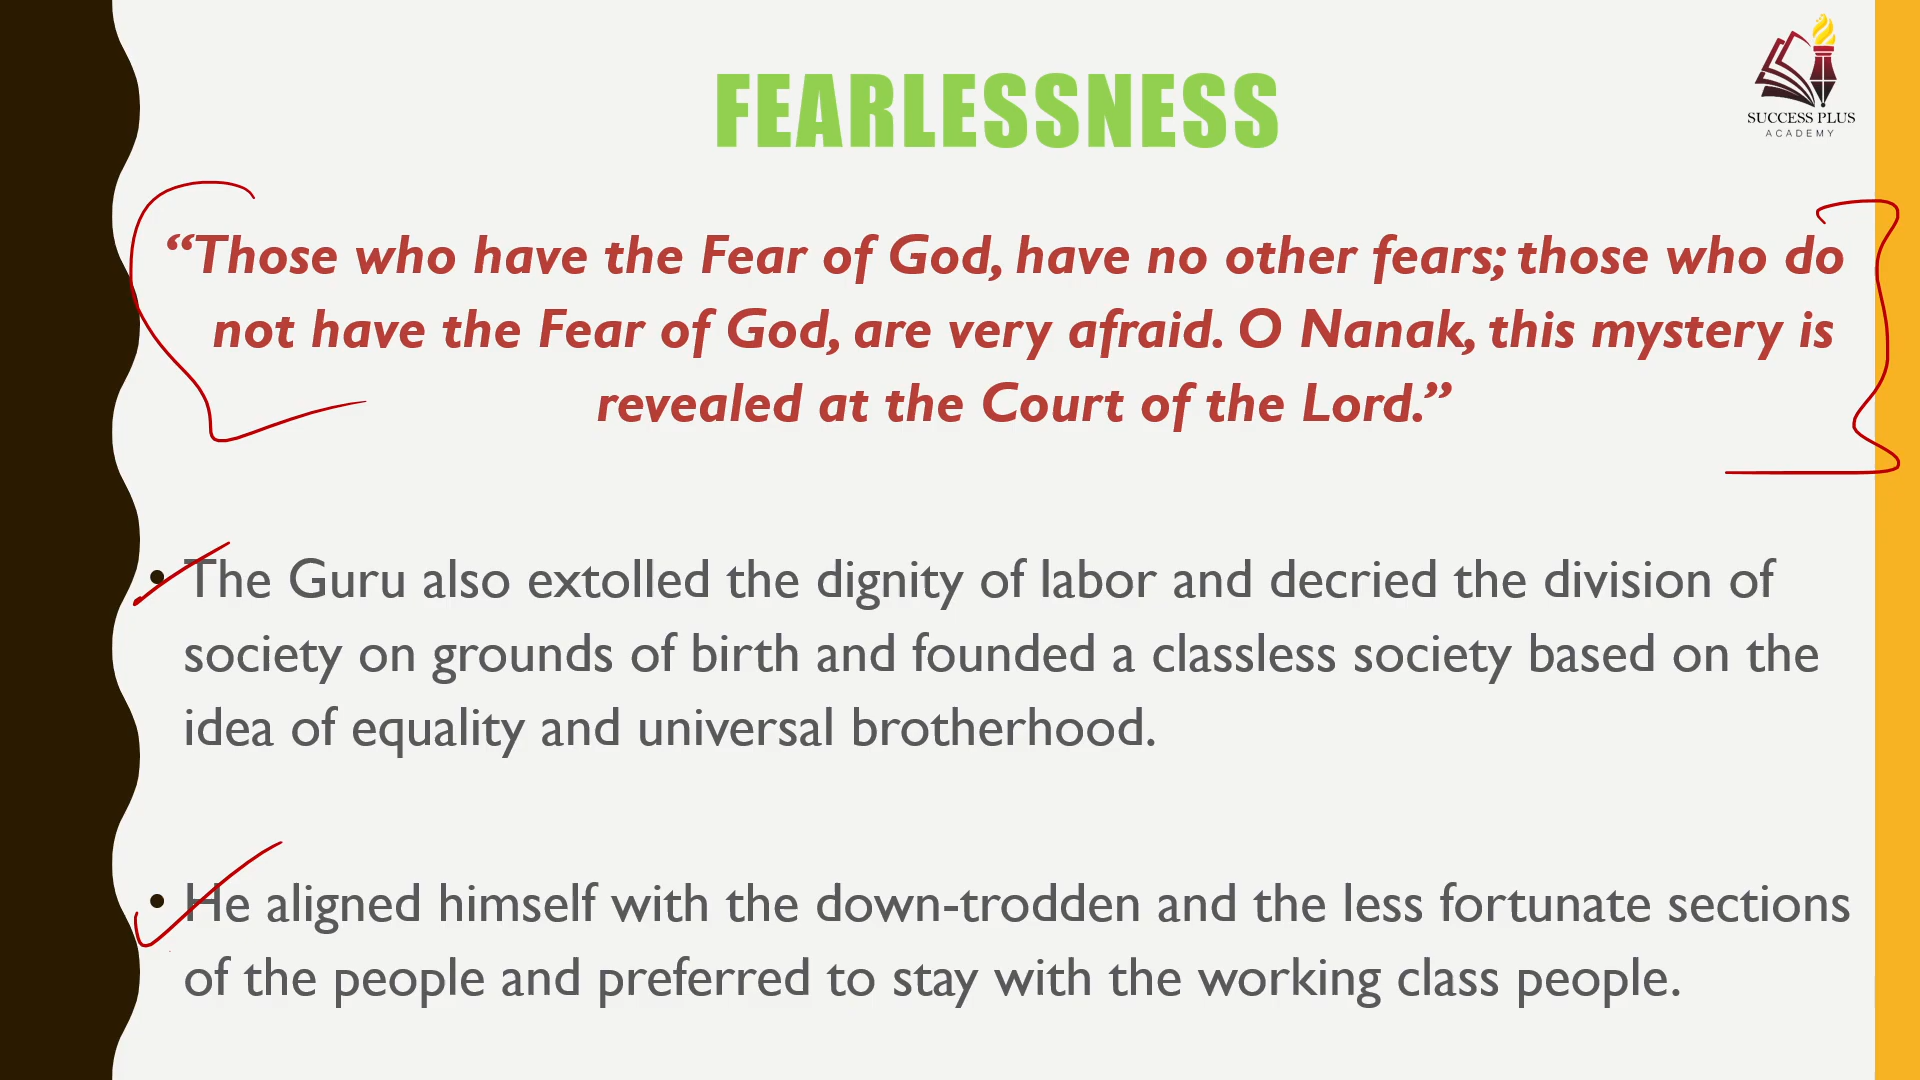 FEARLESSNESS
SUCCESS PLUS
ACADEMY
“Those who have the Fear of God, have no other fears; those who do
not have the Fear of God, are very afraid. O Nanak, this mystery is
revealed at the Court of the Lord.”
• The Guru also extolled the dignity of labor and decried the division of
society on grounds of birth and founded a classless society based on the
idea of equality and universal brotherhood.
• He aligned himself with the down-trodden and the less fortunate sections
of the people and preferred to stay with the working class people.